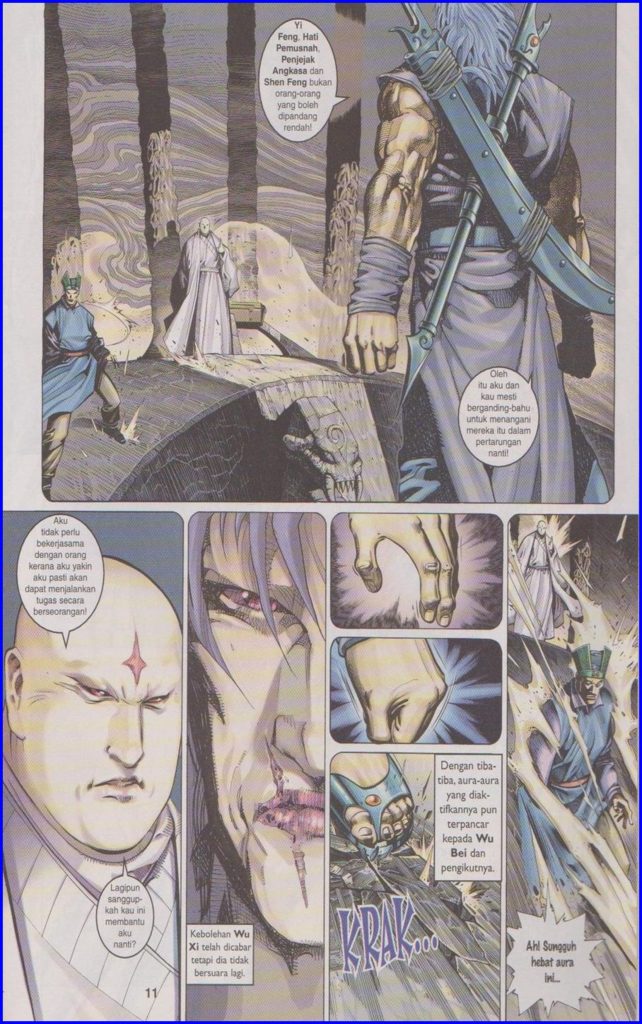 Yi
Feng, Hati
Pemusnah,
Penjejak
Angkasa dan
Shen Feng bukan
orang-orang
yang boleh
dipandang
rendah!
Oleh
itu aku dan
kau mesti
berganding-bahu
untuk menangani
mereka itu dalam
pertarungan
nanti!
Aku
tidak perlu
bekerjasama
dengan orang
kerana aku yakin
aku pasti akan
dapat menjalankan
tugas secara
berseorangan!
Lagipun
sanggup-
kah kau ini
membantu
aku
nanti?
11
Kebolehan Wu
Xi telah dicabar
tetapi dia tidak
bersuara lagi.
Dengan tiba-
tiba, aura-aura
yang diak-
tifkannya pun
terpancar
kepada Wu
Bei dan
pengikutnya.
KRAK...
Ah! Sungguh
hebat aura
ini...